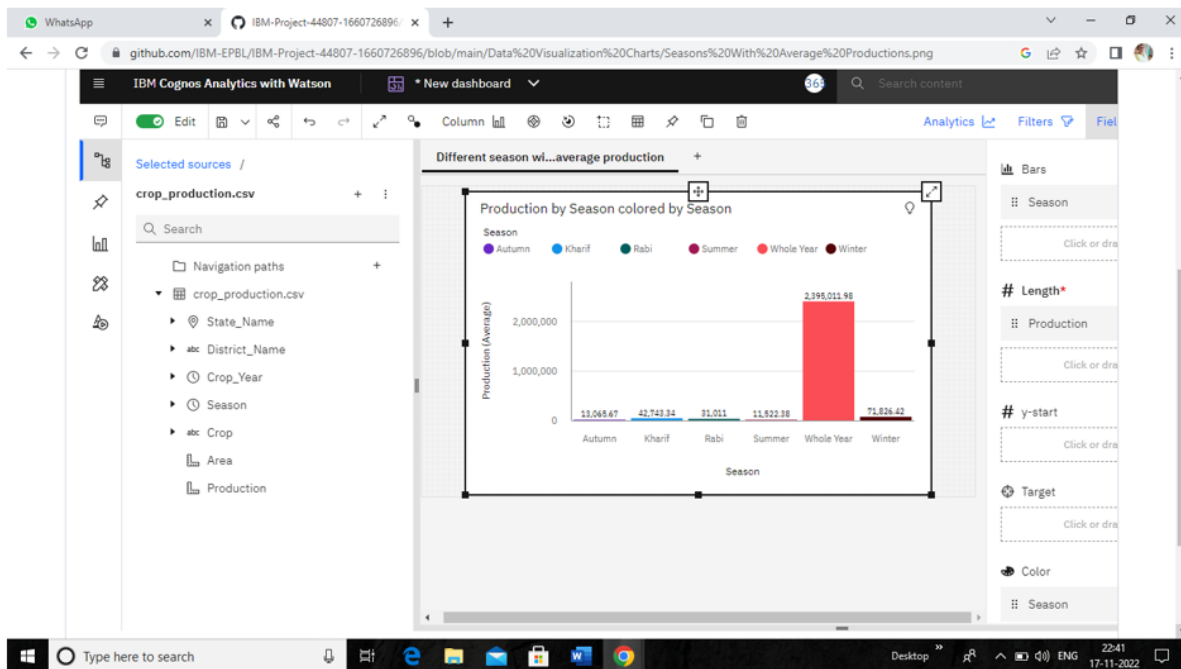 WhatsApp
IBM-Project-44807-1660726896/
github.com/IBM-EPBL/IBM-Project-44807-1660726896/blob/main/Data%20Visualization%20Charts/Seasons%20With%20Average%20Productions.png
IBM Cognos Analytics with Watson
* New dashboard
365
Search content
Edit
Column
Analytics
Filters
Fiel
Selected sources /
Different season wi...average production
crop_production.csv
Search
Navigation paths
crop_production.csv
State_Name
abc District_Name
Crop_Year
Season
abc Crop
Area
Production
Production by Season colored by Season
Season
Autumn Kharif Rabi Summer Whole Year Winter
Production (Average)
2,000,000
1,000,000
0
13,065.67 42,743.34 31,011 11,522.38 2,395,011.98 71,826.42
Autumn Kharif Rabi Summer Whole Year Winter
Season
Bars
Season
Click or dra
# Length*
Production
Click or dra
# y-start
Click or dra
Target
Click or dra
Color
Season
Type here to search
Desktop
ENG
22:41
17-11-2022